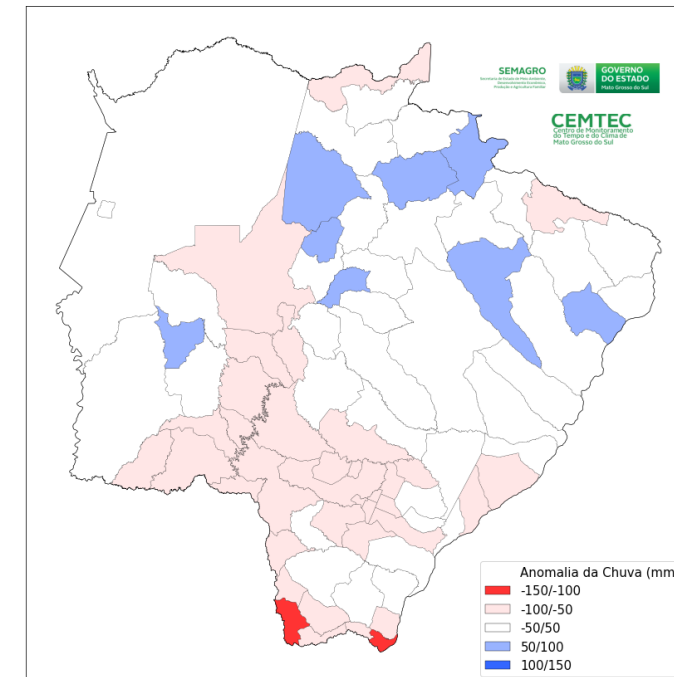 SEMAGRO
Secretaria de Estado de Meio Ambiente,
Desenvolvimento Econômico,
Produção e Agricultura Familiar
GOVERNO
DO ESTADO
Mato Grosso do Sul
CEMTEC
Centro de Monitoramento
do Tempo e do Clima de
Mato Grosso do Sul
Anomalia da Chuva (mm
-150/-100
-100/-50
-50/50
50/100
100/150